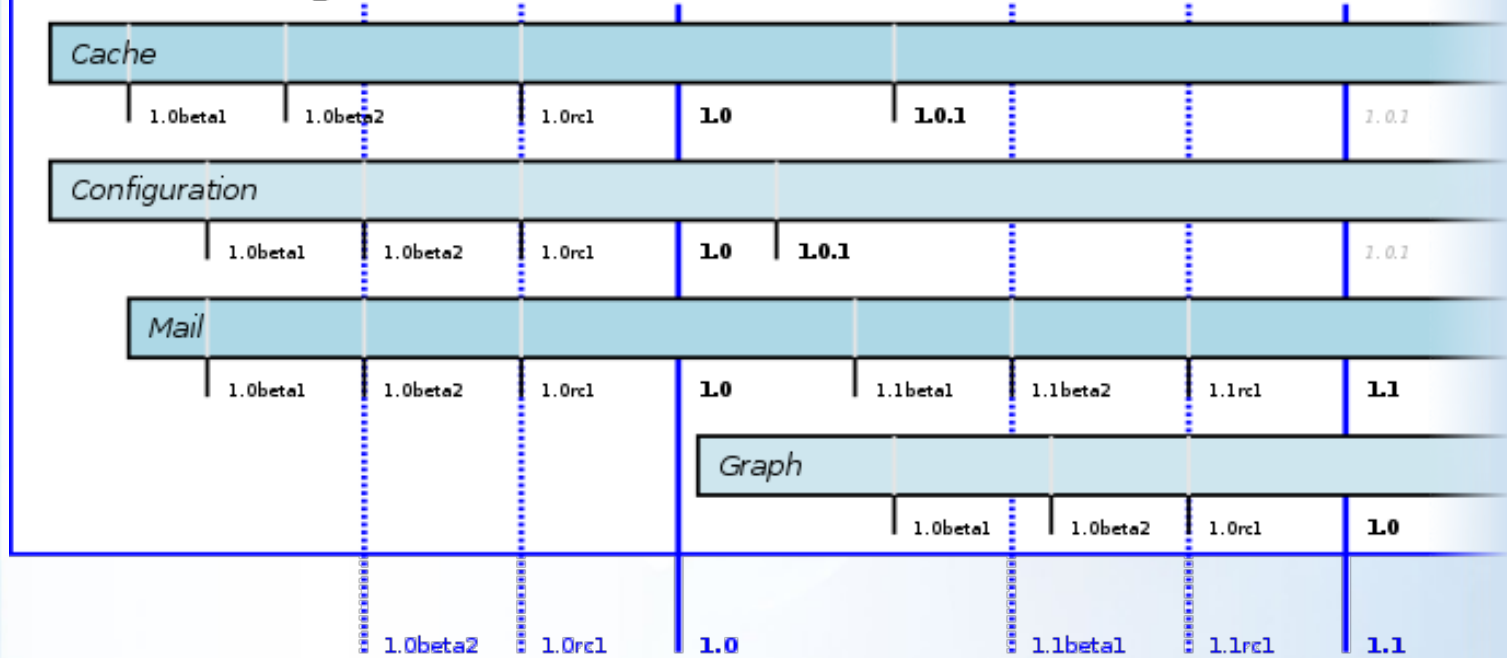 Cache
1.0beta1 1.0beta2 1.0rc1 1.0 1.0.1 1.0.1
Configuration
1.0beta1 1.0beta2 1.0rc1 1.0 1.0.1 1.0.1
Mail
1.0beta1 1.0beta2 1.0rc1 1.0 1.1beta1 1.1beta2 1.1rc1 1.1
Graph
1.0beta1 1.0beta2 1.0rc1 1.0
1.0beta2 1.0rc1 1.0 1.1beta1 1.1rc1 1.1